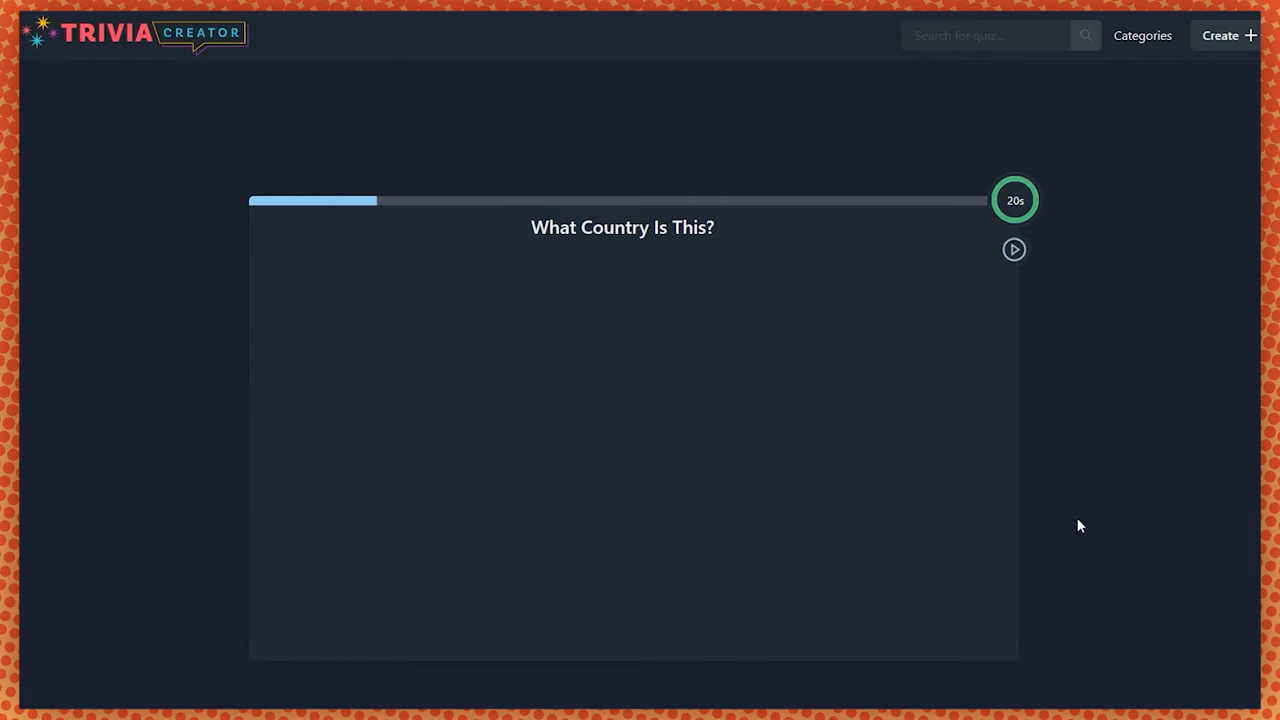 TRIVIA CREATOR
Search for quiz...
Categories
Create
20s
What Country Is This?